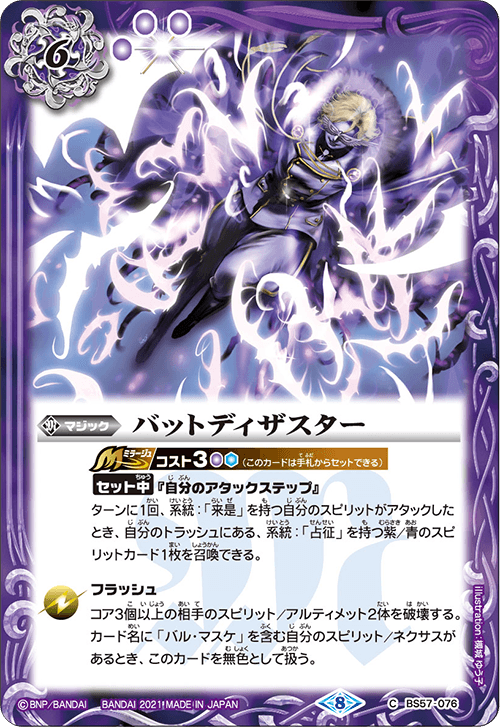 6
マジック バットディザスター
ミラージュ コスト3 (このカードは手札からセットできる)
セット中 『自分のアタックステップ』
ターンに1回、系統:「来是」を持つ自分のスピリットがアタックし
たとき、自分のトラッシュにある、系統:「占征」を持つ紫/青のスピ
リットカード1枚を召喚できる。
フラッシュ
コア3個以上の相手のスピリット/アルティメット2体を破壊する。
カード名に「バル・マスケ」を含む自分のスピリット/ネクサスが
あるとき、このカードを無色として扱う。
illustration:機城ゆう子
©BNP/BANDAI BANDAI 2021 MADE IN JAPAN 8 C BS57-076